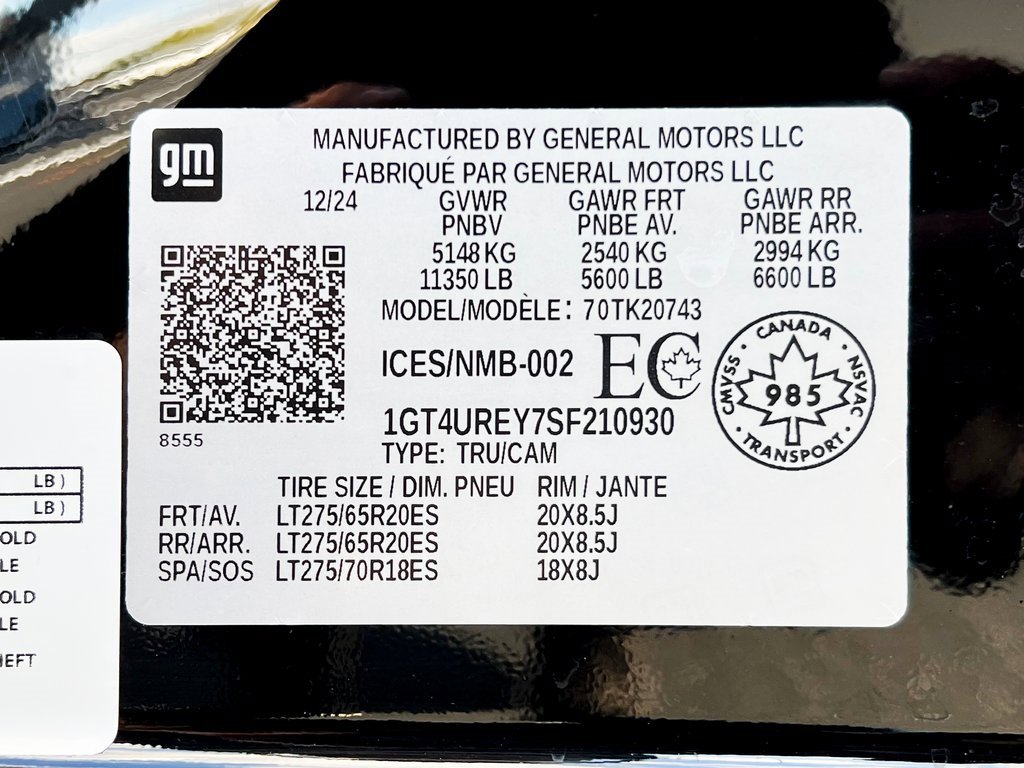 gm
MANUFACTURED BY GENERAL MOTORS LLC
FABRIQUÉ PAR GENERAL MOTORS LLC
12/24 GVWR GAWR FRT GAWR RR
PNBV PNBE AV. PNBE ARR.
5148 KG 2540 KG 2994 KG
11350 LB 5600 LB 6600 LB
MODEL/MODÈLE: 70TK20743
ICES/NMB-002 EC
CANADA
CMVSS · NSVAC
985
TRANSPORT
1GT4UREY7SF210930
8555
TYPE: TRU/CAM
TIRE SIZE / DIM. PNEU RIM / JANTE
FRT/AV. LT275/65R20ES 20X8.5J
RR/ARR. LT275/65R20ES 20X8.5J
SPA/SOS LT275/70R18ES 18X8J
LB )
LB )
OLD
LE
OLD
LE
EFT